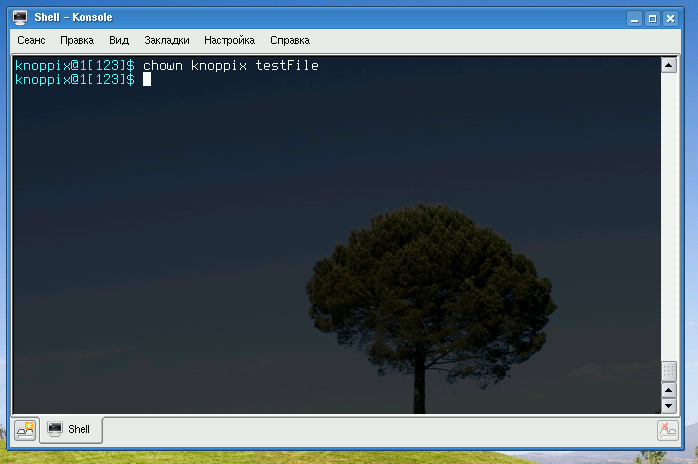 Shell - Konsole
Сеанс Правка Вид Закладки Настройка Справка
knoppix@1[123]$ chown knoppix testFile
knoppix@1[123]$
Shell